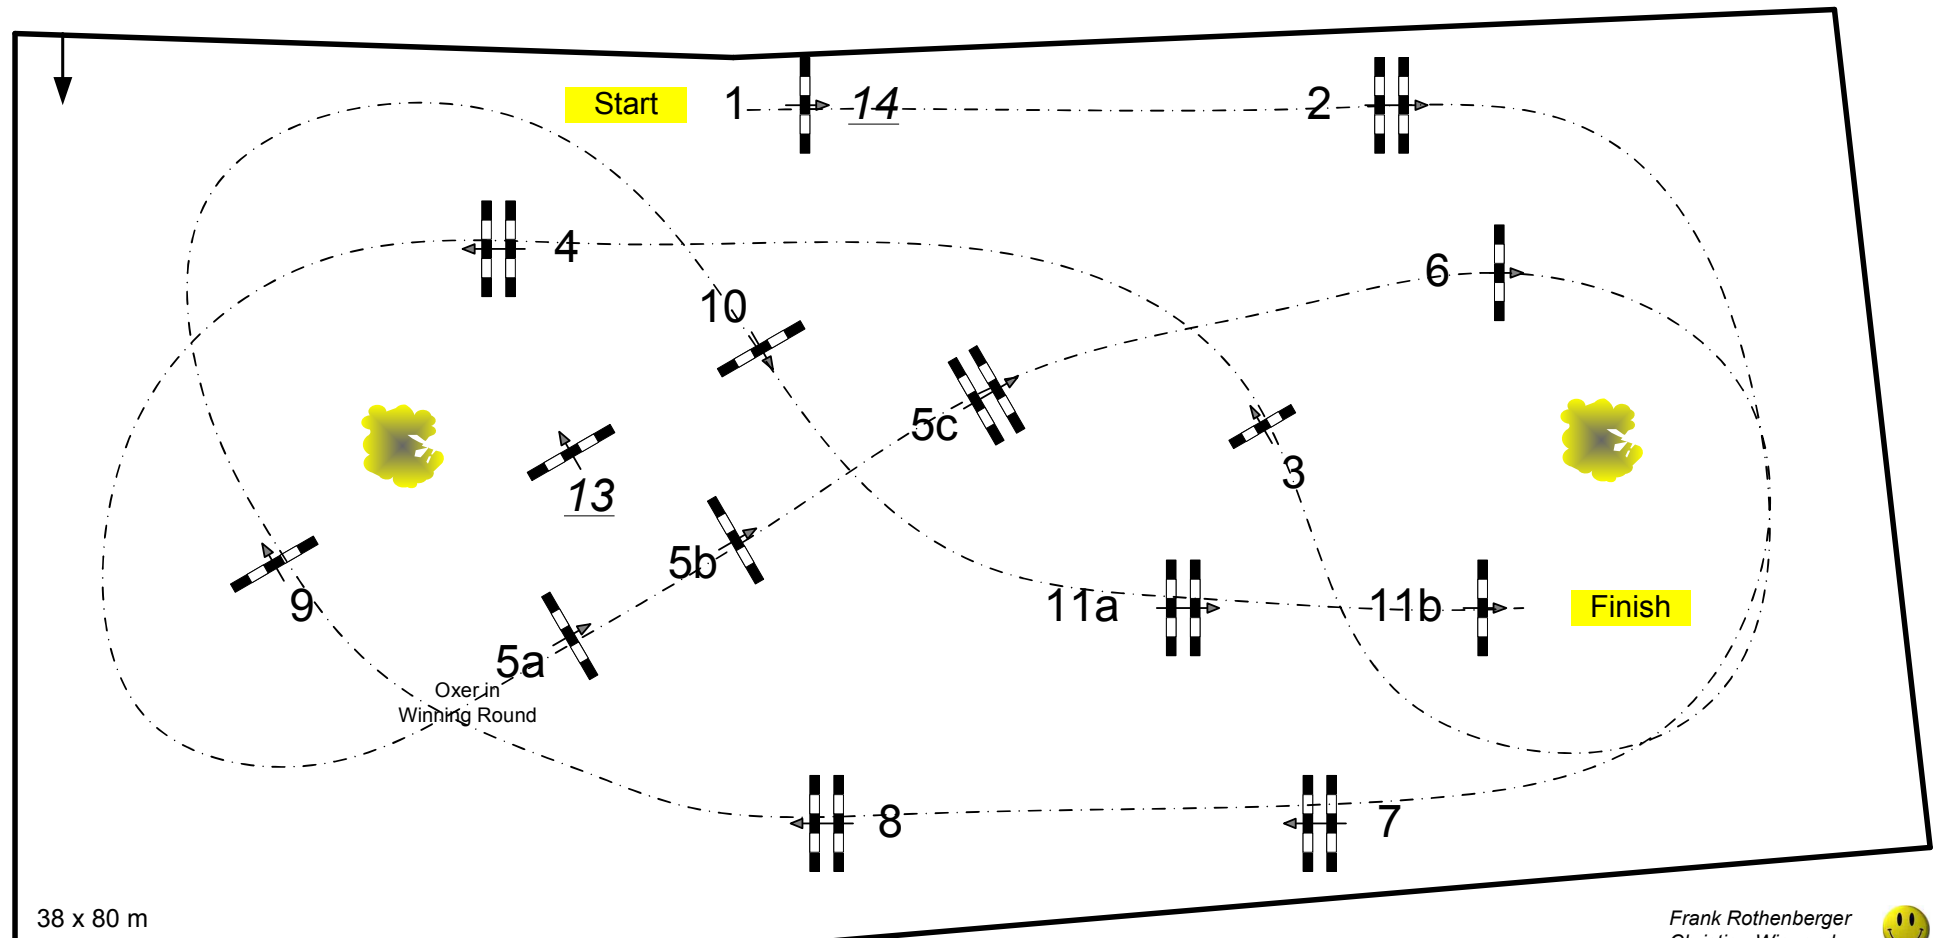 Start
1
14
2
4
6
10
5c
3
13
5b
9
11a
11b
Finish
5a
Oxer in
Winning Round
8
7
38 x 80 m
Frank Rothenberger